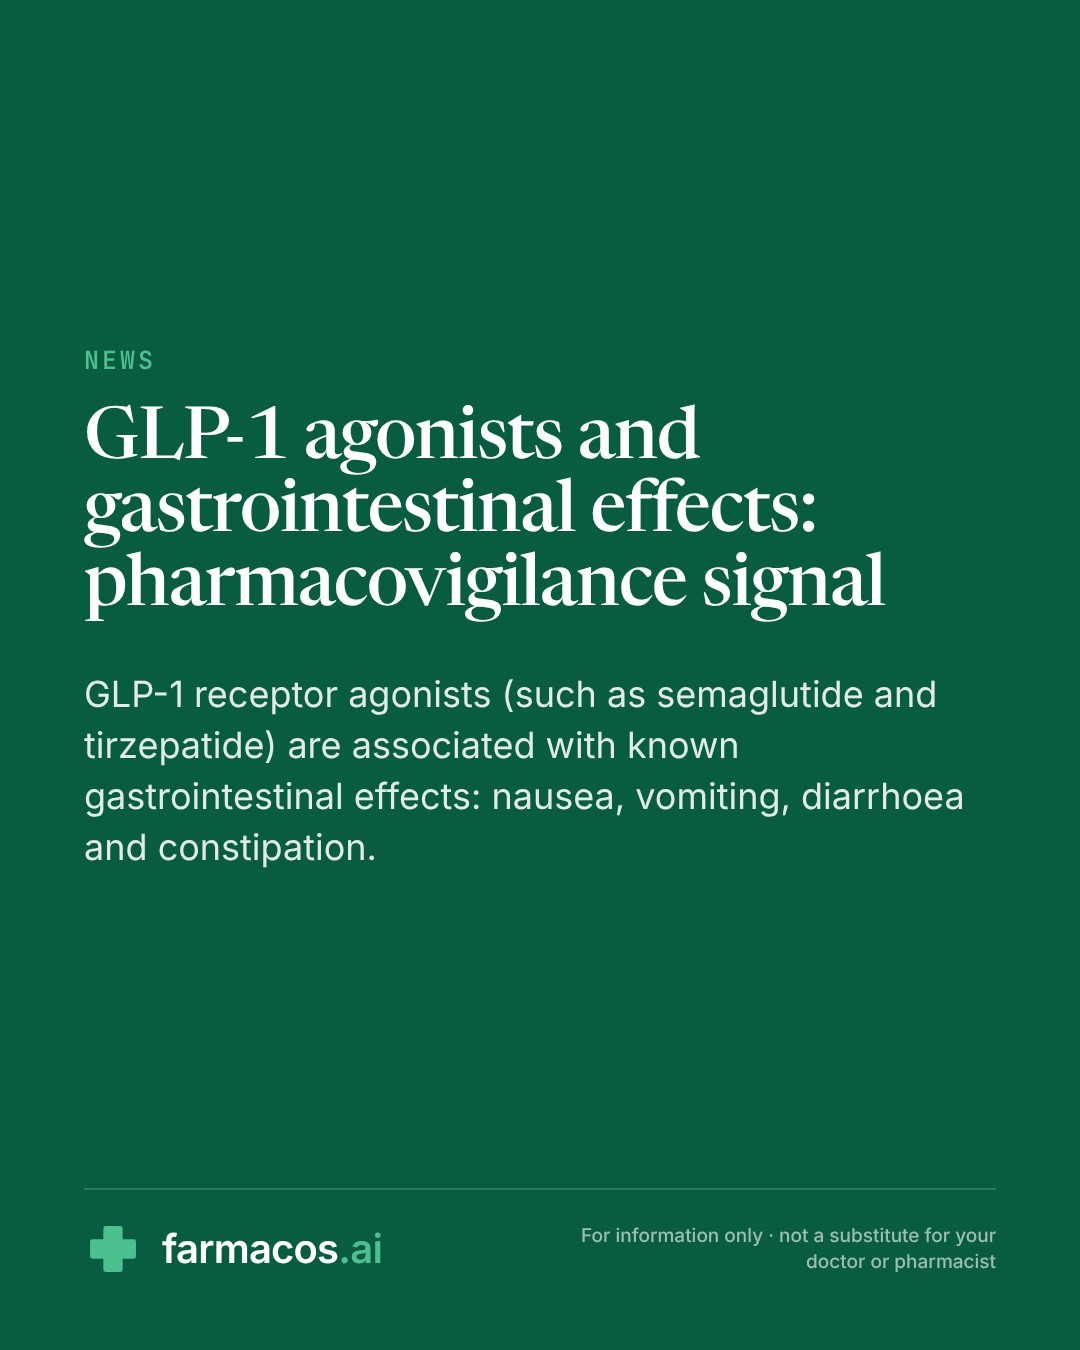 NEWS
GLP-1 agonists and
gastrointestinal effects:
pharmacovigilance signal
GLP-1 receptor agonists (such as semaglutide and
tirzepatide) are associated with known
gastrointestinal effects: nausea, vomiting, diarrhoea
and constipation.
farmacos.ai
For information only · not a substitute for your
doctor or pharmacist